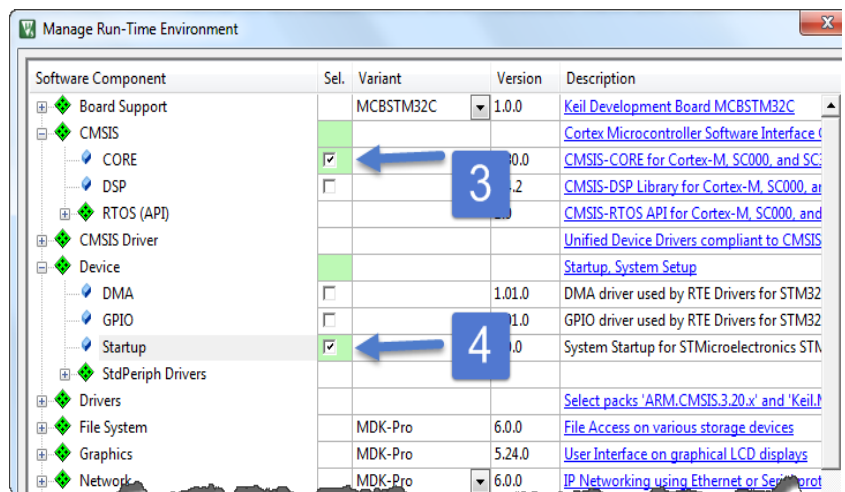 Manage Run-Time Environment
Software Component Sel. Variant Version Description
Board Support MCBSTM32C 1.0.0 Keil Development Board MCBSTM32C
CMSIS Cortex Microcontroller Software Interface
CORE 3 CMSIS-CORE for Cortex-M, SC000, and
DSP CMSIS-DSP Library for Cortex-M, SC000,
RTOS (API) CMSIS-RTOS API for Cortex-M, SC000, and
CMSIS Driver Unified Device Drivers compliant to CMSIS
Device Startup, System Setup
DMA 1.01.0 DMA driver used by RTE Drivers for STM32
GPIO GPIO driver used by RTE Drivers for STM32
Startup 4 System Startup for STMicroelectronics
StdPeriph Drivers
Drivers Select packs 'ARM.CMSIS.3.20.x' and
File System MDK-Pro 6.0.0 File Access on various storage devices
Graphics MDK-Pro 5.24.0 User Interface on graphical LCD displays
Network MDK-Pro 6.0.0 IP Networking using Ethernet or